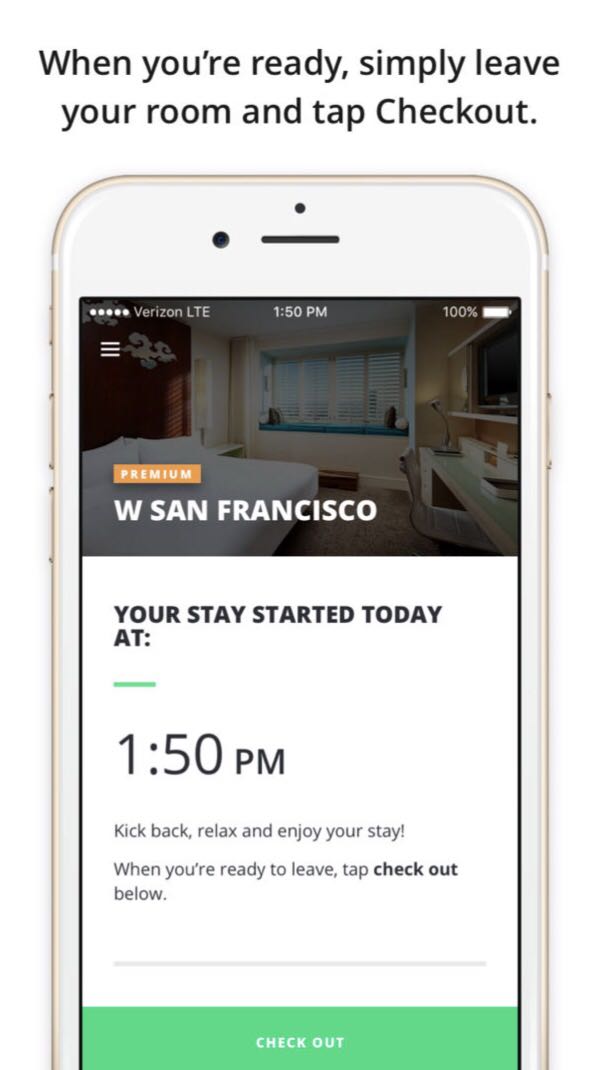 When you’re ready, simply leave
your room and tap Checkout.
Verizon LTE 1:50 PM 100%
PREMIUM
W SAN FRANCISCO
YOUR STAY STARTED TODAY
AT:
1:50 PM
Kick back, relax and enjoy your stay!
When you’re ready to leave, tap check out
below.
CHECK OUT